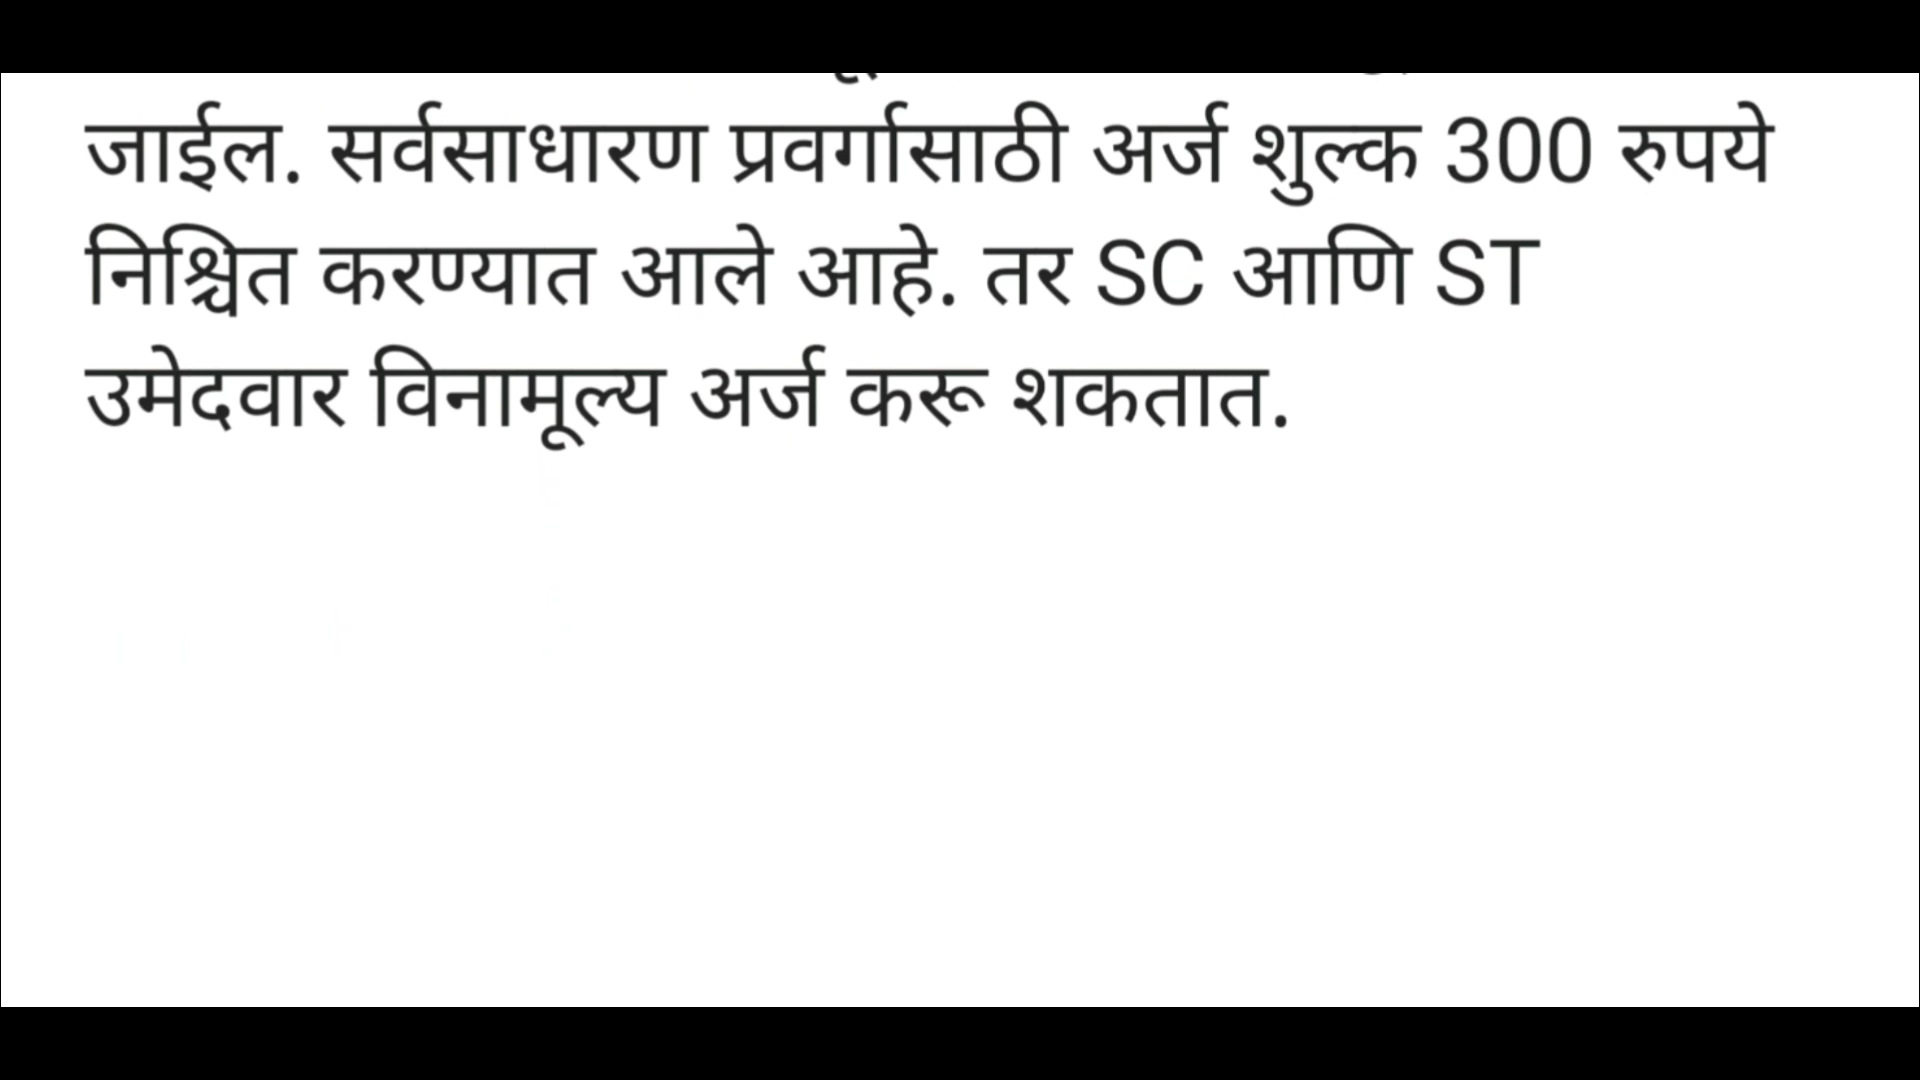 जाईल. सर्वसाधारण प्रवर्गासाठी अर्ज शुल्क 300 रुपये
निश्चित करण्यात आले आहे. तर SC आणि ST
उमेदवार विनामूल्य अर्ज करू शकतात.